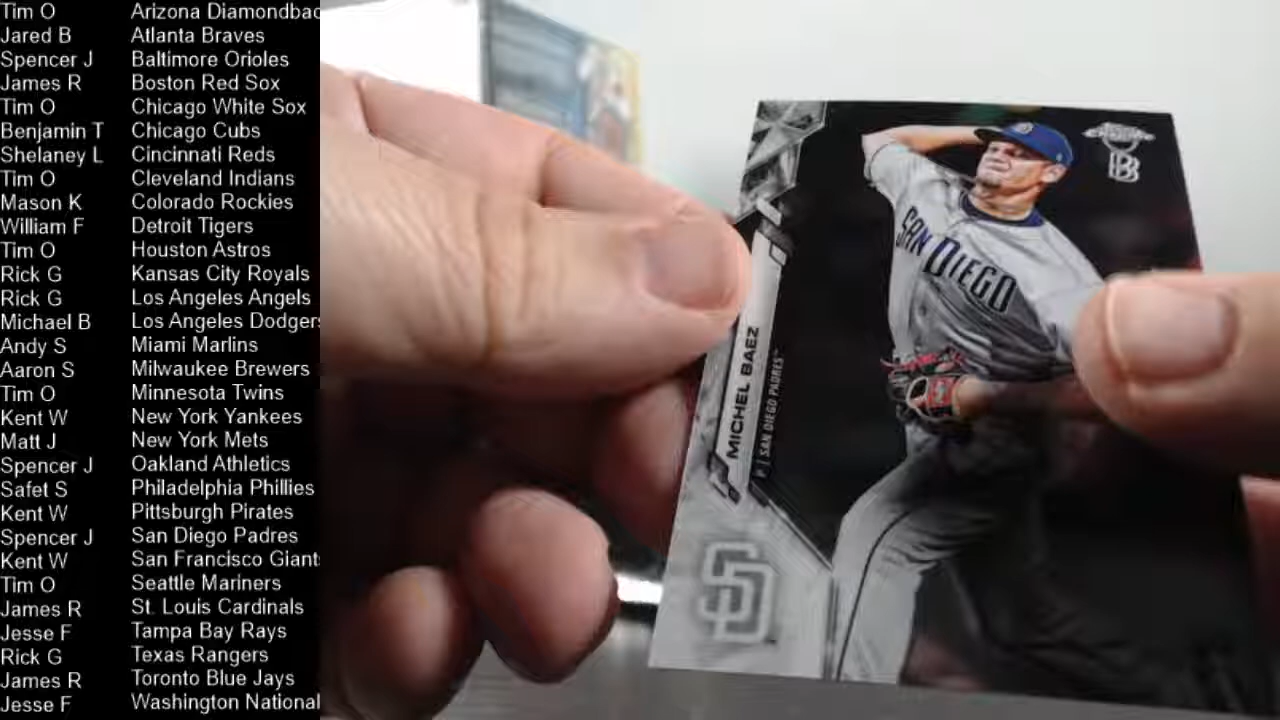 Tim O Arizona Diamondbac
Jared B Atlanta Braves
Spencer J Baltimore Orioles
James R Boston Red Sox
Tim O Chicago White Sox
Benjamin T Chicago Cubs
Shelaney L Cincinnati Reds
Tim O Cleveland Indians
Mason K Colorado Rockies
William F Detroit Tigers
Tim O Houston Astros
Rick G Kansas City Royals
Rick G Los Angeles Angels
Michael B Los Angeles Dodgers
Andy S Miami Marlins
Aaron S Milwaukee Brewers
Tim O Minnesota Twins
Kent W New York Yankees
Matt J New York Mets
Spencer J Oakland Athletics
Safet S Philadelphia Phillies
Kent W Pittsburgh Pirates
Spencer J San Diego Padres
Kent W San Francisco Giants
Tim O Seattle Mariners
James R St. Louis Cardinals
Jesse F Tampa Bay Rays
Rick G Texas Rangers
James R Toronto Blue Jays
Jesse F Washington National
B
SAN DIEGO
MICHEL BAEZ
P | SAN DIEGO PADRES™
SD